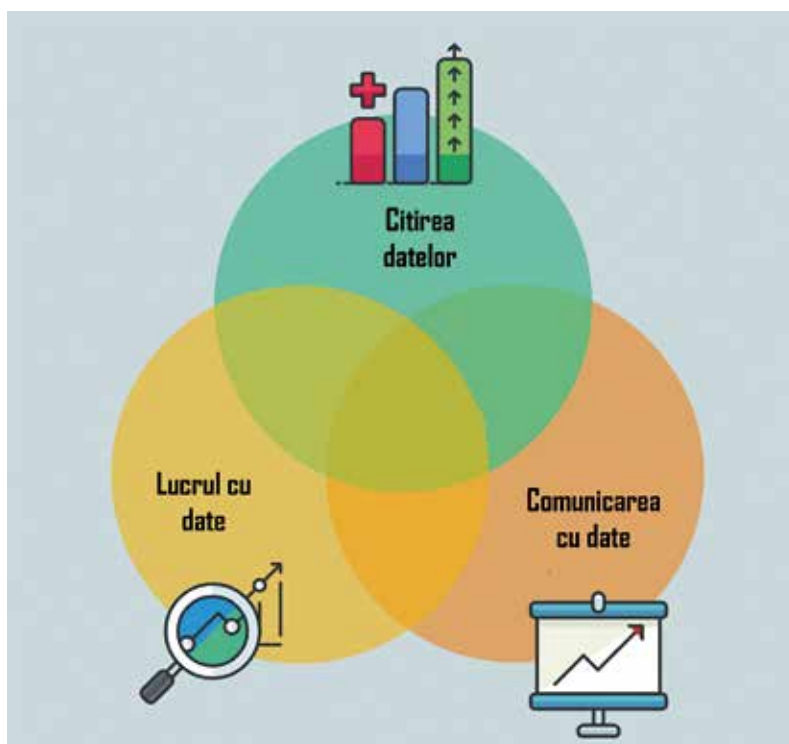 Citirea
datelor
Lucrul cu
date
Comunicarea
cu date